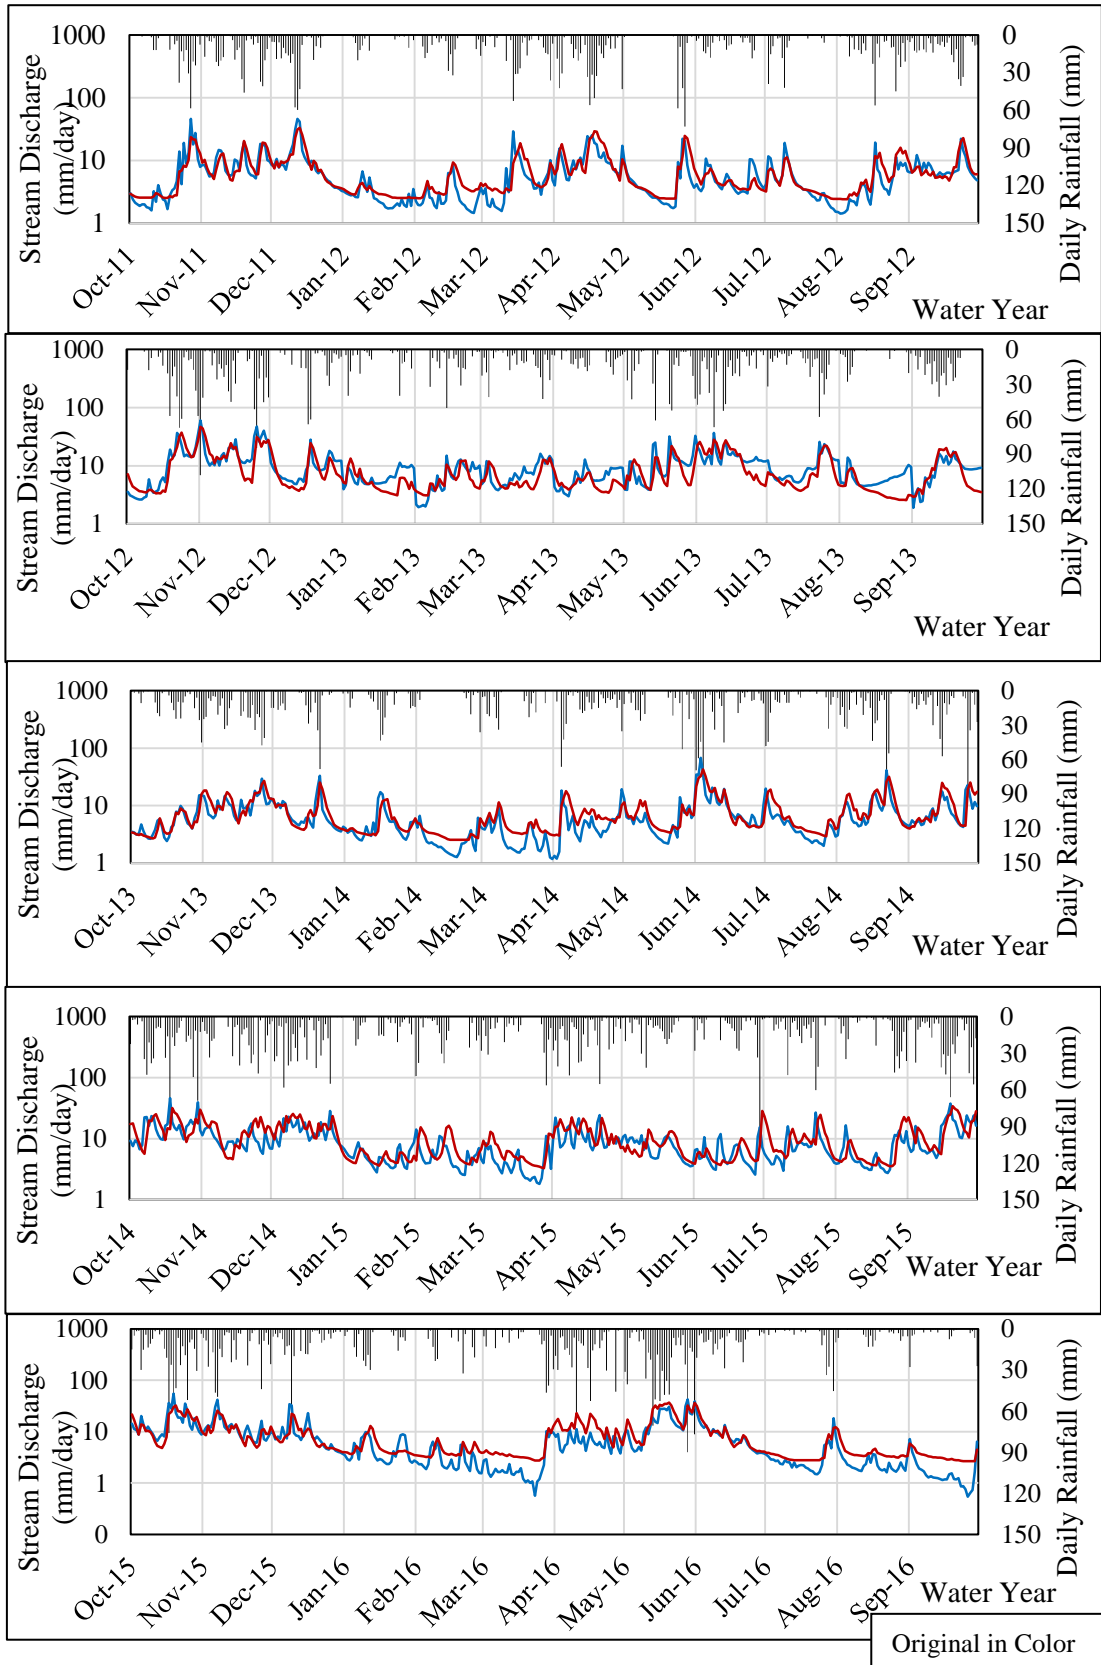 1000
100
10
1
Stream Discharge
(mm/day)
0
30
60
90
120
150
Daily Rainfall (mm)
Oct-11
Nov-11
Dec-11
Jan-12
Feb-12
Mar-12
Apr-12
May-12
Jun-12
Jul-12
Aug-12
Sep-12
Water Year
1000
100
10
1
Stream Discharge
(mm/day)
0
30
60
90
120
150
Daily Rainfall (mm)
Oct-12
Nov-12
Dec-12
Jan-13
Feb-13
Mar-13
Apr-13
May-13
Jun-13
Jul-13
Aug-13
Sep-13
Water Year
1000
100
10
1
Stream Discharge
(mm/day)
0
30
60
90
120
150
Daily Rainfall (mm)
Oct-13
Nov-13
Dec-13
Jan-14
Feb-14
Mar-14
Apr-14
May-14
Jun-14
Jul-14
Aug-14
Sep-14
Water Year
1000
100
10
1
Stream Discharge
(mm/day)
0
30
60
90
120
150
Daily Rainfall (mm)
Oct-14
Nov-14
Dec-14
Jan-15
Feb-15
Mar-15
Apr-15
May-15
Jun-15
Jul-15
Aug-15
Sep-15
Water Year
1000
100
10
1
0
Stream Discharge
(mm/day)
0
30
60
90
120
150
Daily Rainfall (mm)
Oct-15
Nov-15
Dec-15
Jan-16
Feb-16
Mar-16
Apr-16
May-16
Jun-16
Jul-16
Aug-16
Sep-16
Water Year
Original in Color